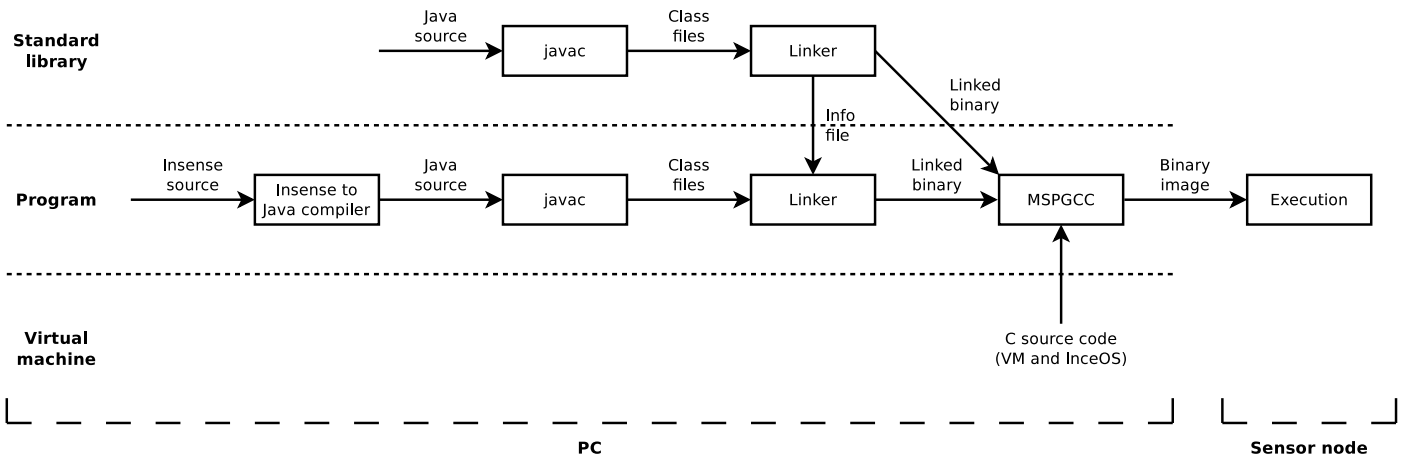 Standard
library
Java
source
javac
Class
files
Linker
Linked
binary
Info
file
Program
Insense
source
Insense to
Java compiler
Java
source
javac
Class
files
Linker
Linked
binary
MSPGCC
Binary
image
Execution
Virtual
machine
C source code
(VM and InceOS)
PC
Sensor node